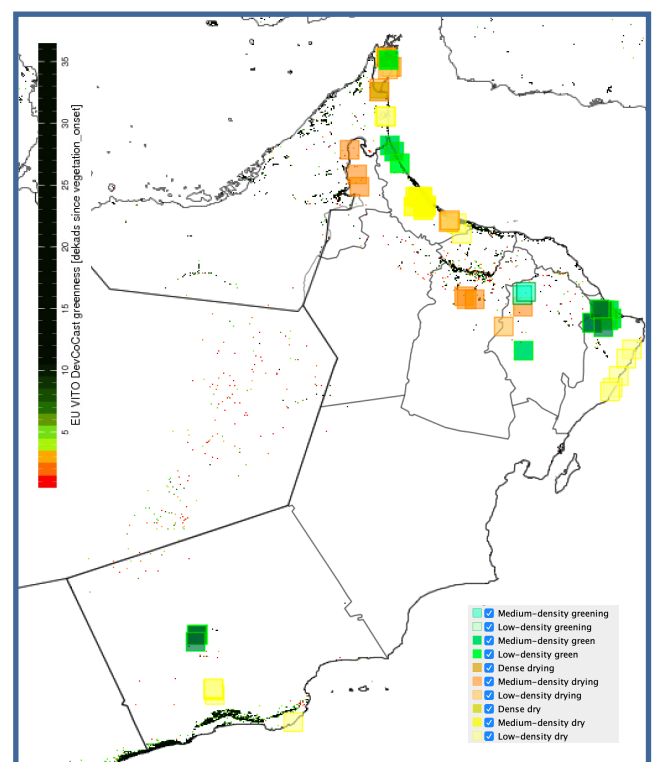 35
30
25
20
15
10
5
EU VITO DevCoCast greenness [dekads since vegetation_onset]
Medium-density greening
Low-density greening
Medium-density green
Low-density green
Dense drying
Medium-density drying
Low-density drying
Dense dry
Medium-density dry
Low-density dry